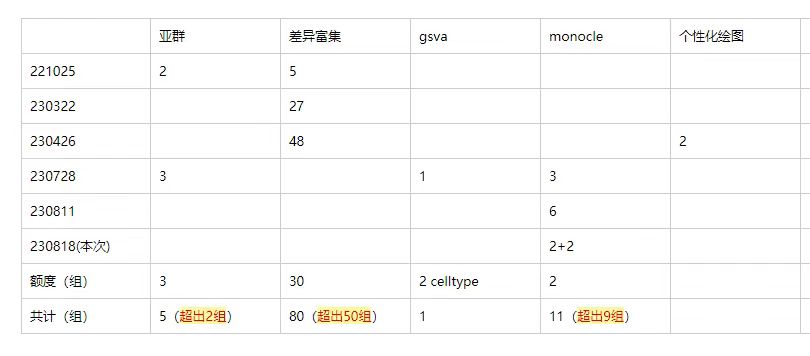 亚群 差异富集 gsva monocle 个性化绘图
221025 2 5
230322 27
230426 48 2
230728 3 1 3
230811 6
230818(本次) 2+2
额度（组） 3 30 2 celltype 2
共计（组） 5（超出2组） 80（超出50组） 1 11（超出9组）